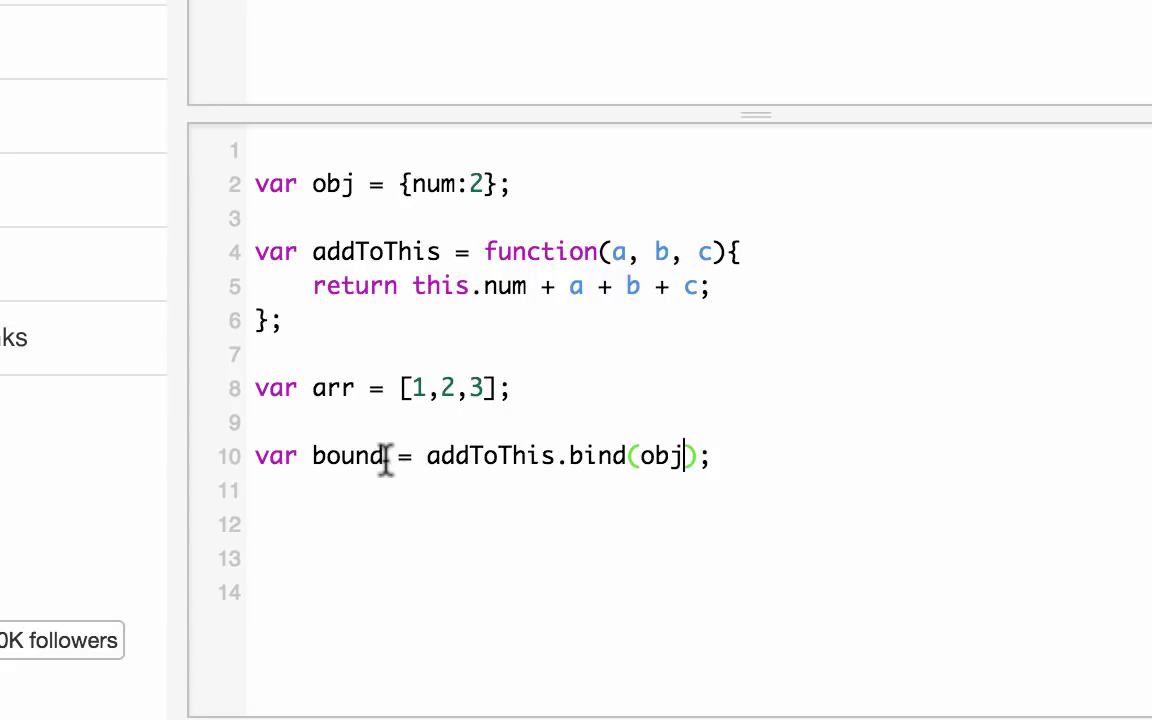 1
2 var obj = {num:2};
3
4 var addToThis = function(a, b, c){
5     return this.num + a + b + c;
6 };
nks
7
8 var arr = [1,2,3];
9
10 var bound = addToThis.bind(obj);
11
12
13
14
0K followers